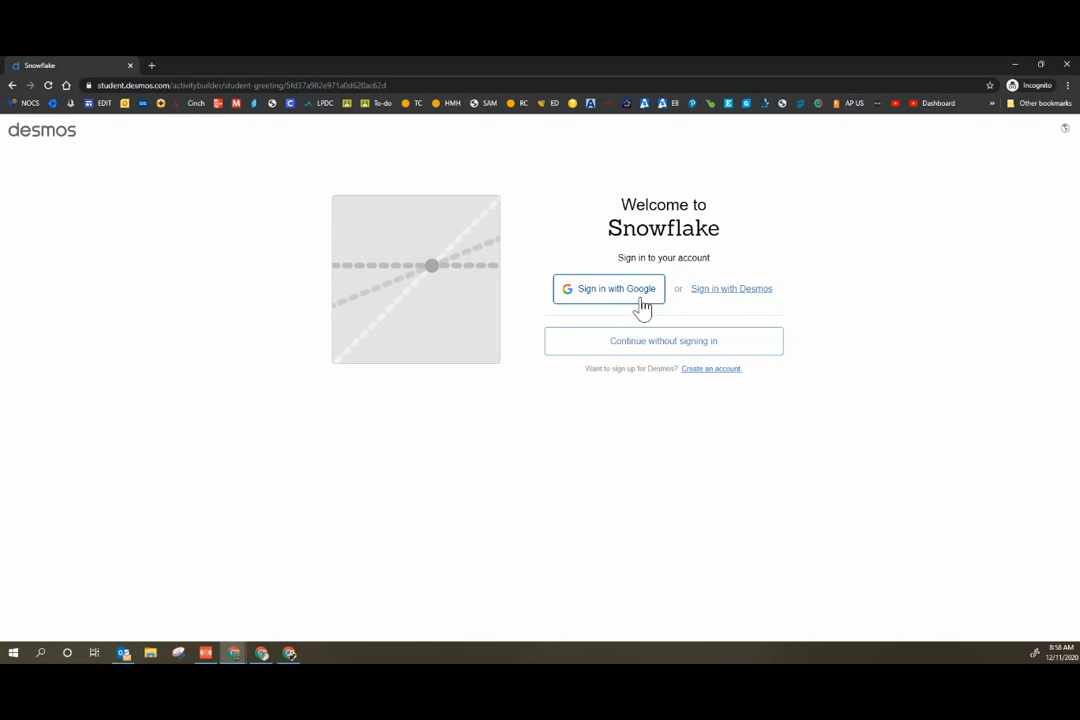 Snowflake
student.desmos.com/activitybuilder/student-greeting/5fd37a982e971a0d620ac62d
Incognito
NOCS EDIT Cinch LPDC To-do TC HMH SAM RC ED EB AP US Dashboard » Other bookmarks
desmos
Welcome to
Snowflake
Sign in to your account
Sign in with Google or Sign in with Desmos
Continue without signing in
Want to sign up for Desmos? Create an account.
8:58 AM
12/11/2020